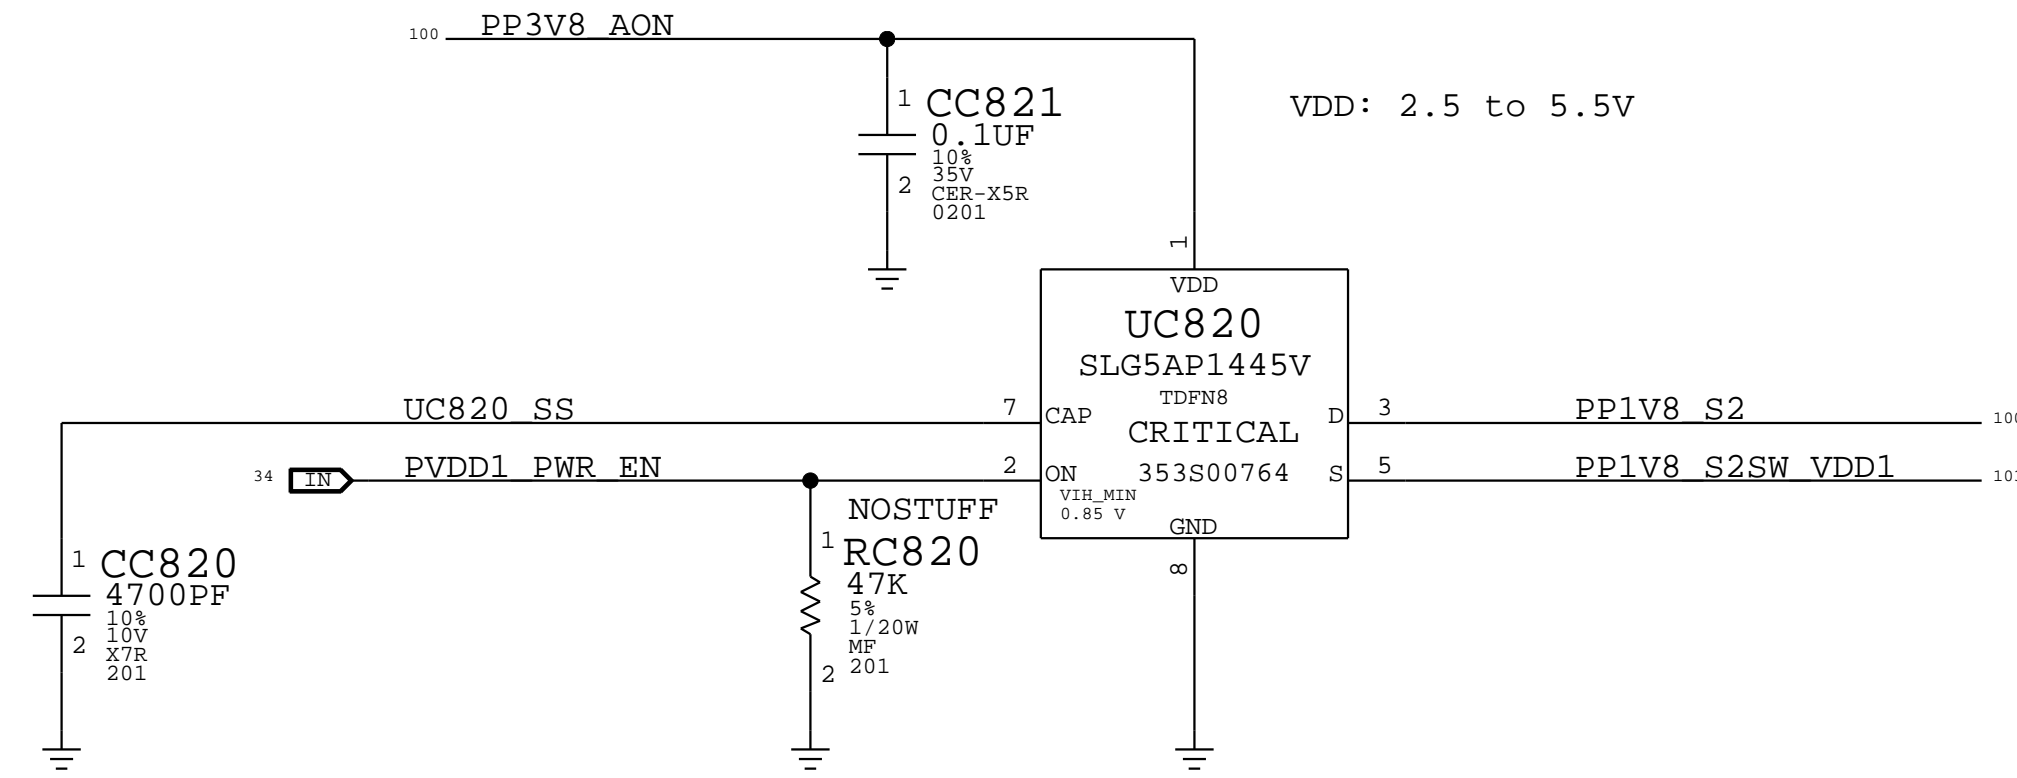 100 PP3V8_AON
1 CC821
0.1UF
10%
35V
2 CER-X5R
0201
VDD: 2.5 to 5.5V
1
VDD
UC820
SLG5AP1445V
TDFN8
CRITICAL
353S00764
UC820_SS 7 CAP
D 3 PP1V8_S2 100
34 IN PVDD1_PWR_EN 2 ON
S 5 PP1V8_S2SW_VDD1
VIH_MIN
0.85 V
GND
8
NOSTUFF
1 RC820
47K
5%
1/20W
MF
2 201
1 CC820
4700PF
10%
10V
2 X7R
201